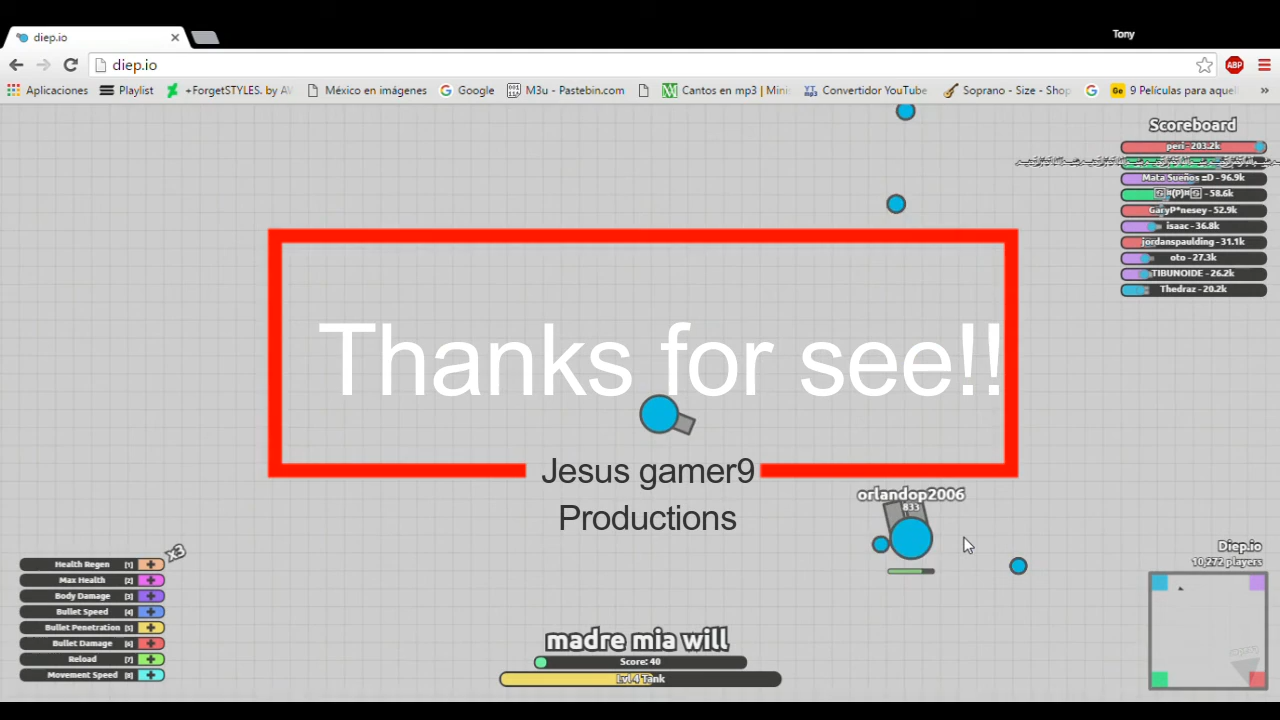 diep.io
Tony
diep.io
ABP
Aplicaciones
Playlist
+ForgetSTYLES. by
México en imágenes
Google
M3u - Pastebin.com
Cantos en mp3 | Mini
Convertidor YouTube
Soprano - Size - Shop
Ge
9 Películas para aque
»
Scoreboard
peri - 203.2k
Mata Sueños =D - 96.9k
- 58.6k
GaryP*nesey - 52.9k
isaac - 36.8k
jordanspaulding - 31.1k
oto - 27.3k
TIBUNOIDE - 26.2k
Thedraz - 20.2k
Thanks for see!!
Jesus gamer9
Productions
orlandop2006
833
x3
Health Regen [1]
Max Health [2]
Body Damage [3]
Bullet Speed [4]
Bullet Penetration [5]
Bullet Damage [6]
Reload [7]
Movement Speed [8]
madre mia will
Score: 40
Lvl 4 Tank
Diep.io
10,272 players